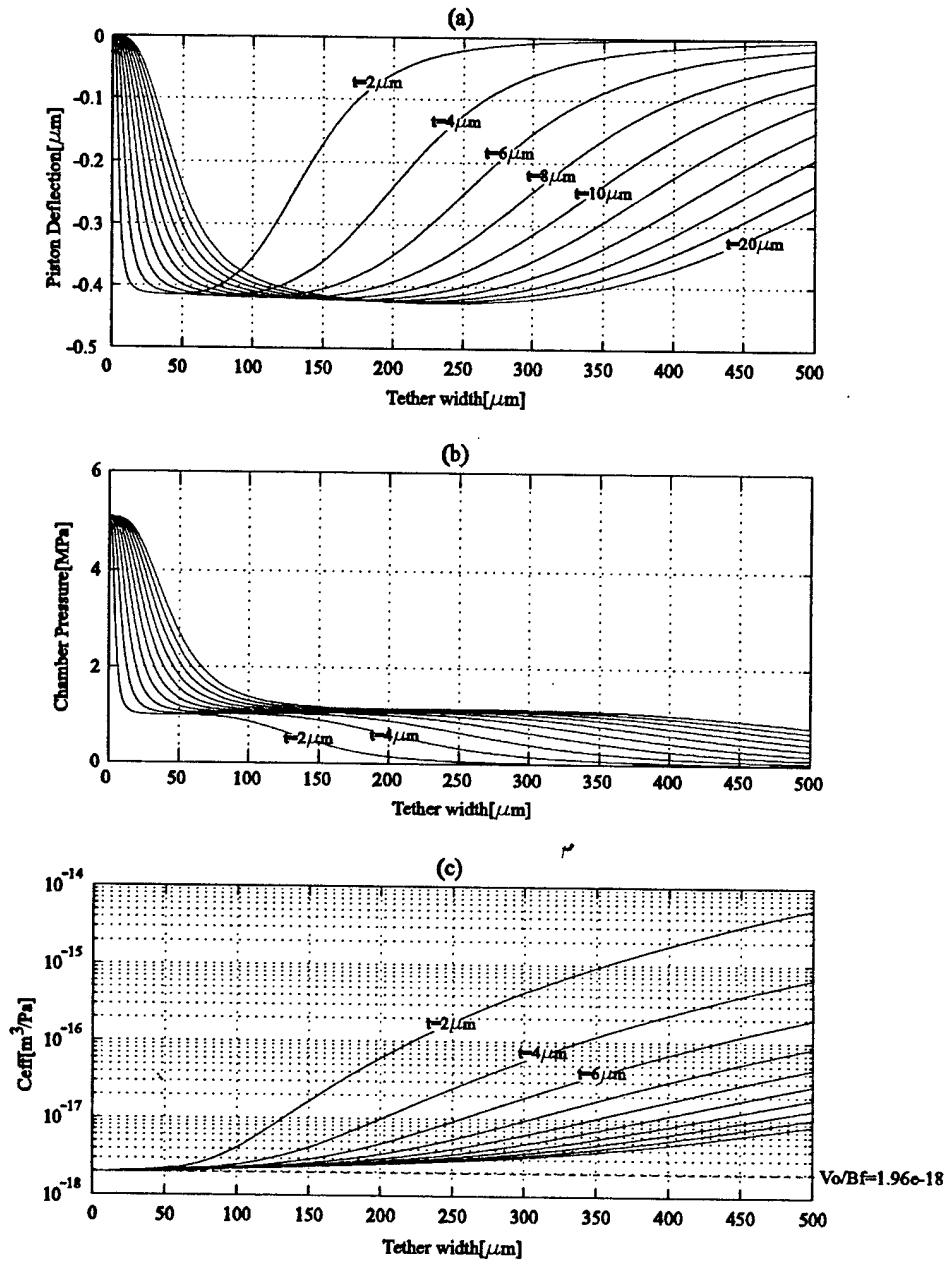 (a)
0
-0.1
-0.2
-0.3
-0.4
-0.5
Piston Deflection[μm]
t=2μm
t=4μm
t=6μm
t=8μm
t=10μm
t=20μm
0 50 100 150 200 250 300 350 400 450 500
Tether width[μm]
(b)
6
4
2
0
Chamber Pressure[MPa]
t=2μm
t=4μm
0 50 100 150 200 250 300 350 400 450 500
Tether width[μm]
(c)
10⁻¹⁴
10⁻¹⁵
10⁻¹⁶
10⁻¹⁷
10⁻¹⁸
Ceff[m³/Pa]
t=2μm
t=4μm
t=6μm
Vo/Bf=1.96e-18
0 50 100 150 200 250 300 350 400 450 500
Tether width[μm]